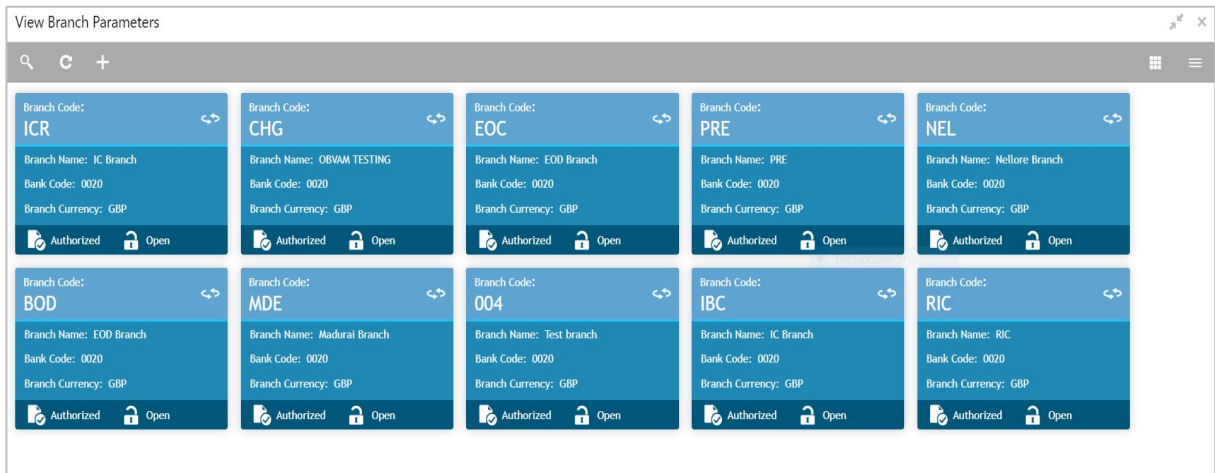 View Branch Parameters
Branch Code:
ICR
Branch Name: IC Branch
Bank Code: 0020
Branch Currency: GBP
Authorized Open
Branch Code:
CHG
Branch Name: OBVAM TESTING
Bank Code: 0020
Branch Currency: GBP
Authorized Open
Branch Code:
EOC
Branch Name: EOD Branch
Bank Code: 0020
Branch Currency: GBP
Authorized Open
Branch Code:
PRE
Branch Name: PRE
Bank Code: 0020
Branch Currency: GBP
Authorized Open
Branch Code:
NEL
Branch Name: Nellore Branch
Bank Code: 0020
Branch Currency: GBP
Authorized Open
Branch Code:
BOD
Branch Name: EOD Branch
Bank Code: 0020
Branch Currency: GBP
Authorized Open
Branch Code:
MDE
Branch Name: Madurai Branch
Bank Code: 0020
Branch Currency: GBP
Authorized Open
Branch Code:
004
Branch Name: Test branch
Bank Code: 0020
Branch Currency: GBP
Authorized Open
Branch Code:
IBC
Branch Name: IC Branch
Bank Code: 0020
Branch Currency: GBP
Authorized Open
Branch Code:
RIC
Branch Name: RIC
Bank Code: 0020
Branch Currency: GBP
Authorized Open